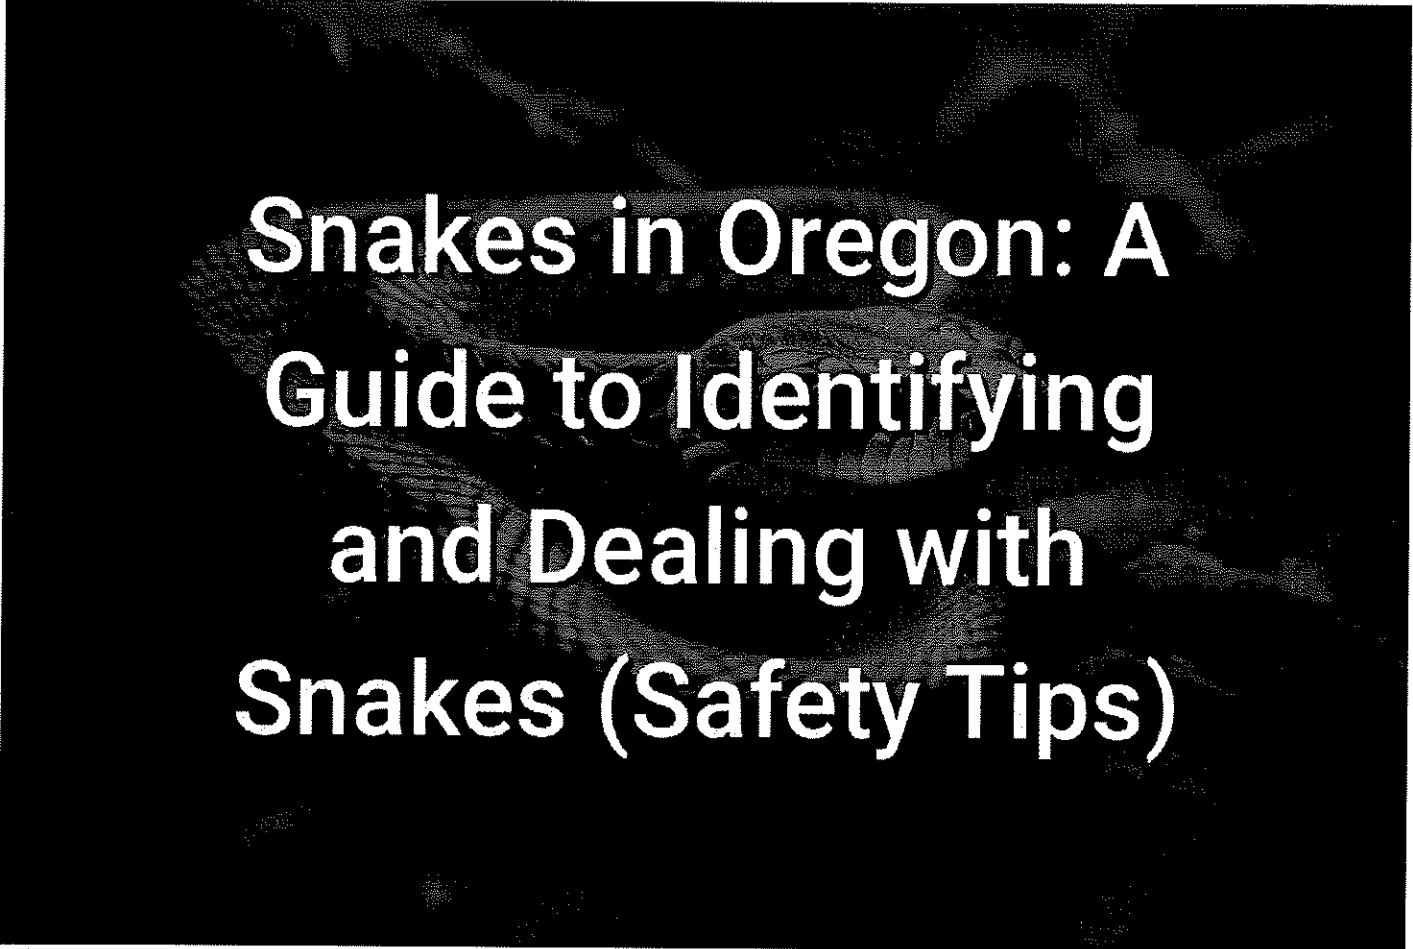 Snakes in Oregon: A
Guide to Identifying
and Dealing with
Snakes (Safety Tips)